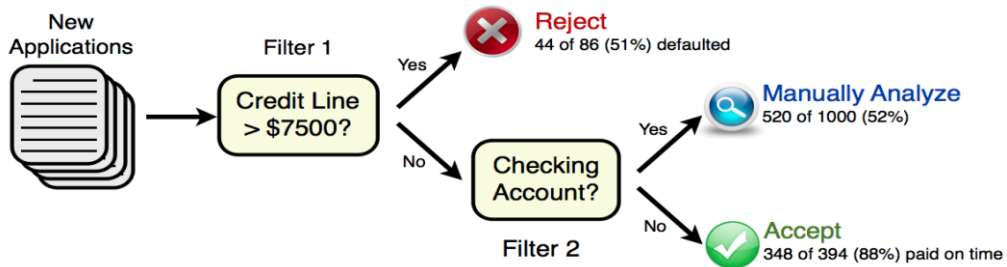 New
Applications
Filter 1
Credit Line
> $7500?
Yes
Reject
44 of 86 (51%) defaulted
No
Checking
Account?
Filter 2
Yes
Manually Analyze
520 of 1000 (52%)
No
Accept
348 of 394 (88%) paid on time